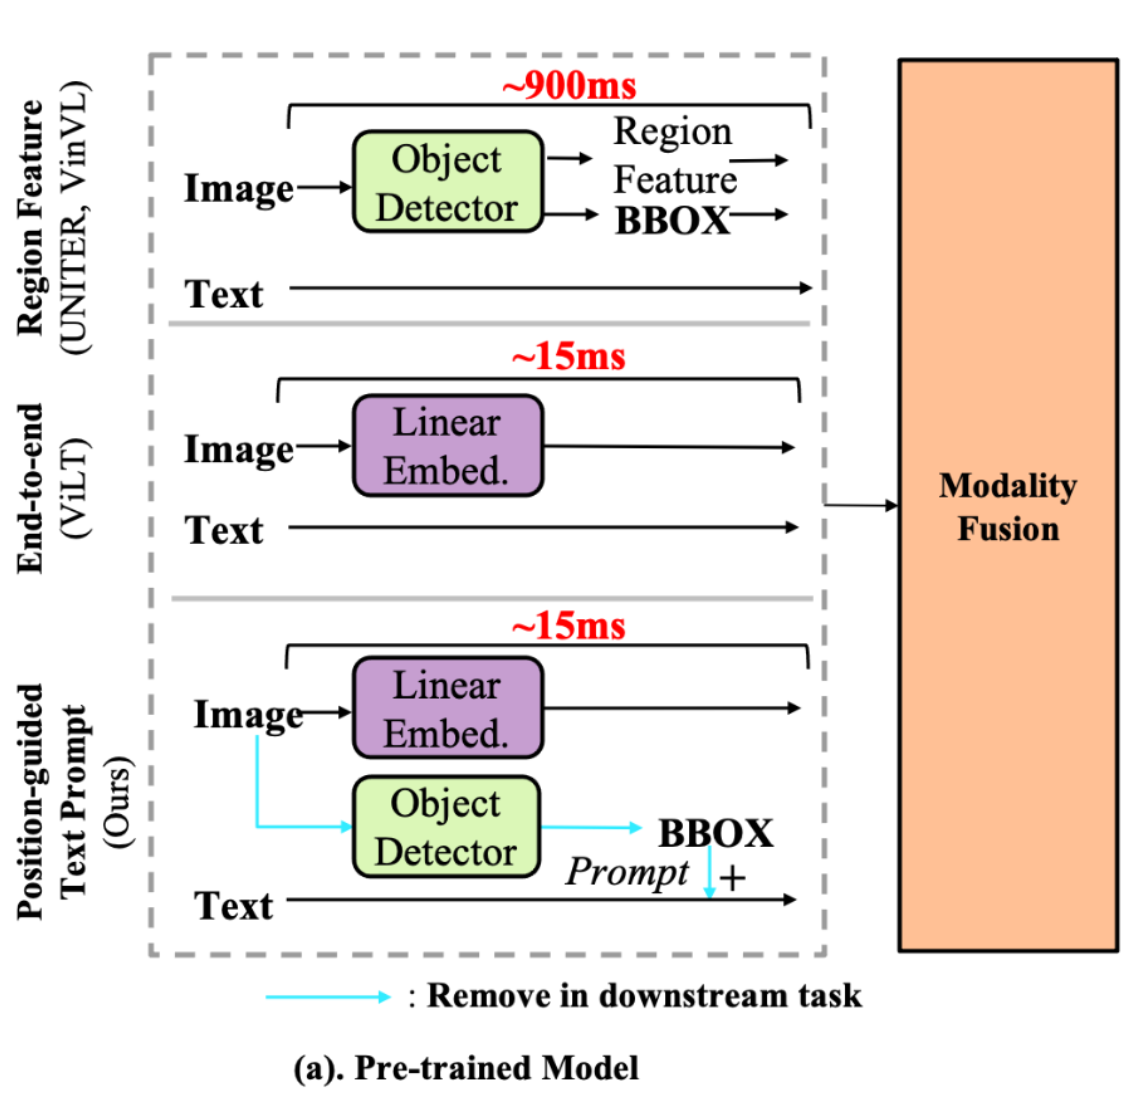 Region Feature
(UNITER, VinVL)
~900ms
Image
Object
Detector
Region
Feature
BBOX
Text
End-to-end
(ViLT)
~15ms
Image
Linear
Embed.
Text
Position-guided
Text Prompt
(Ours)
~15ms
Image
Linear
Embed.
Object
Detector
BBOX
Prompt +
Text
Modality
Fusion
: Remove in downstream task
(a). Pre-trained Model